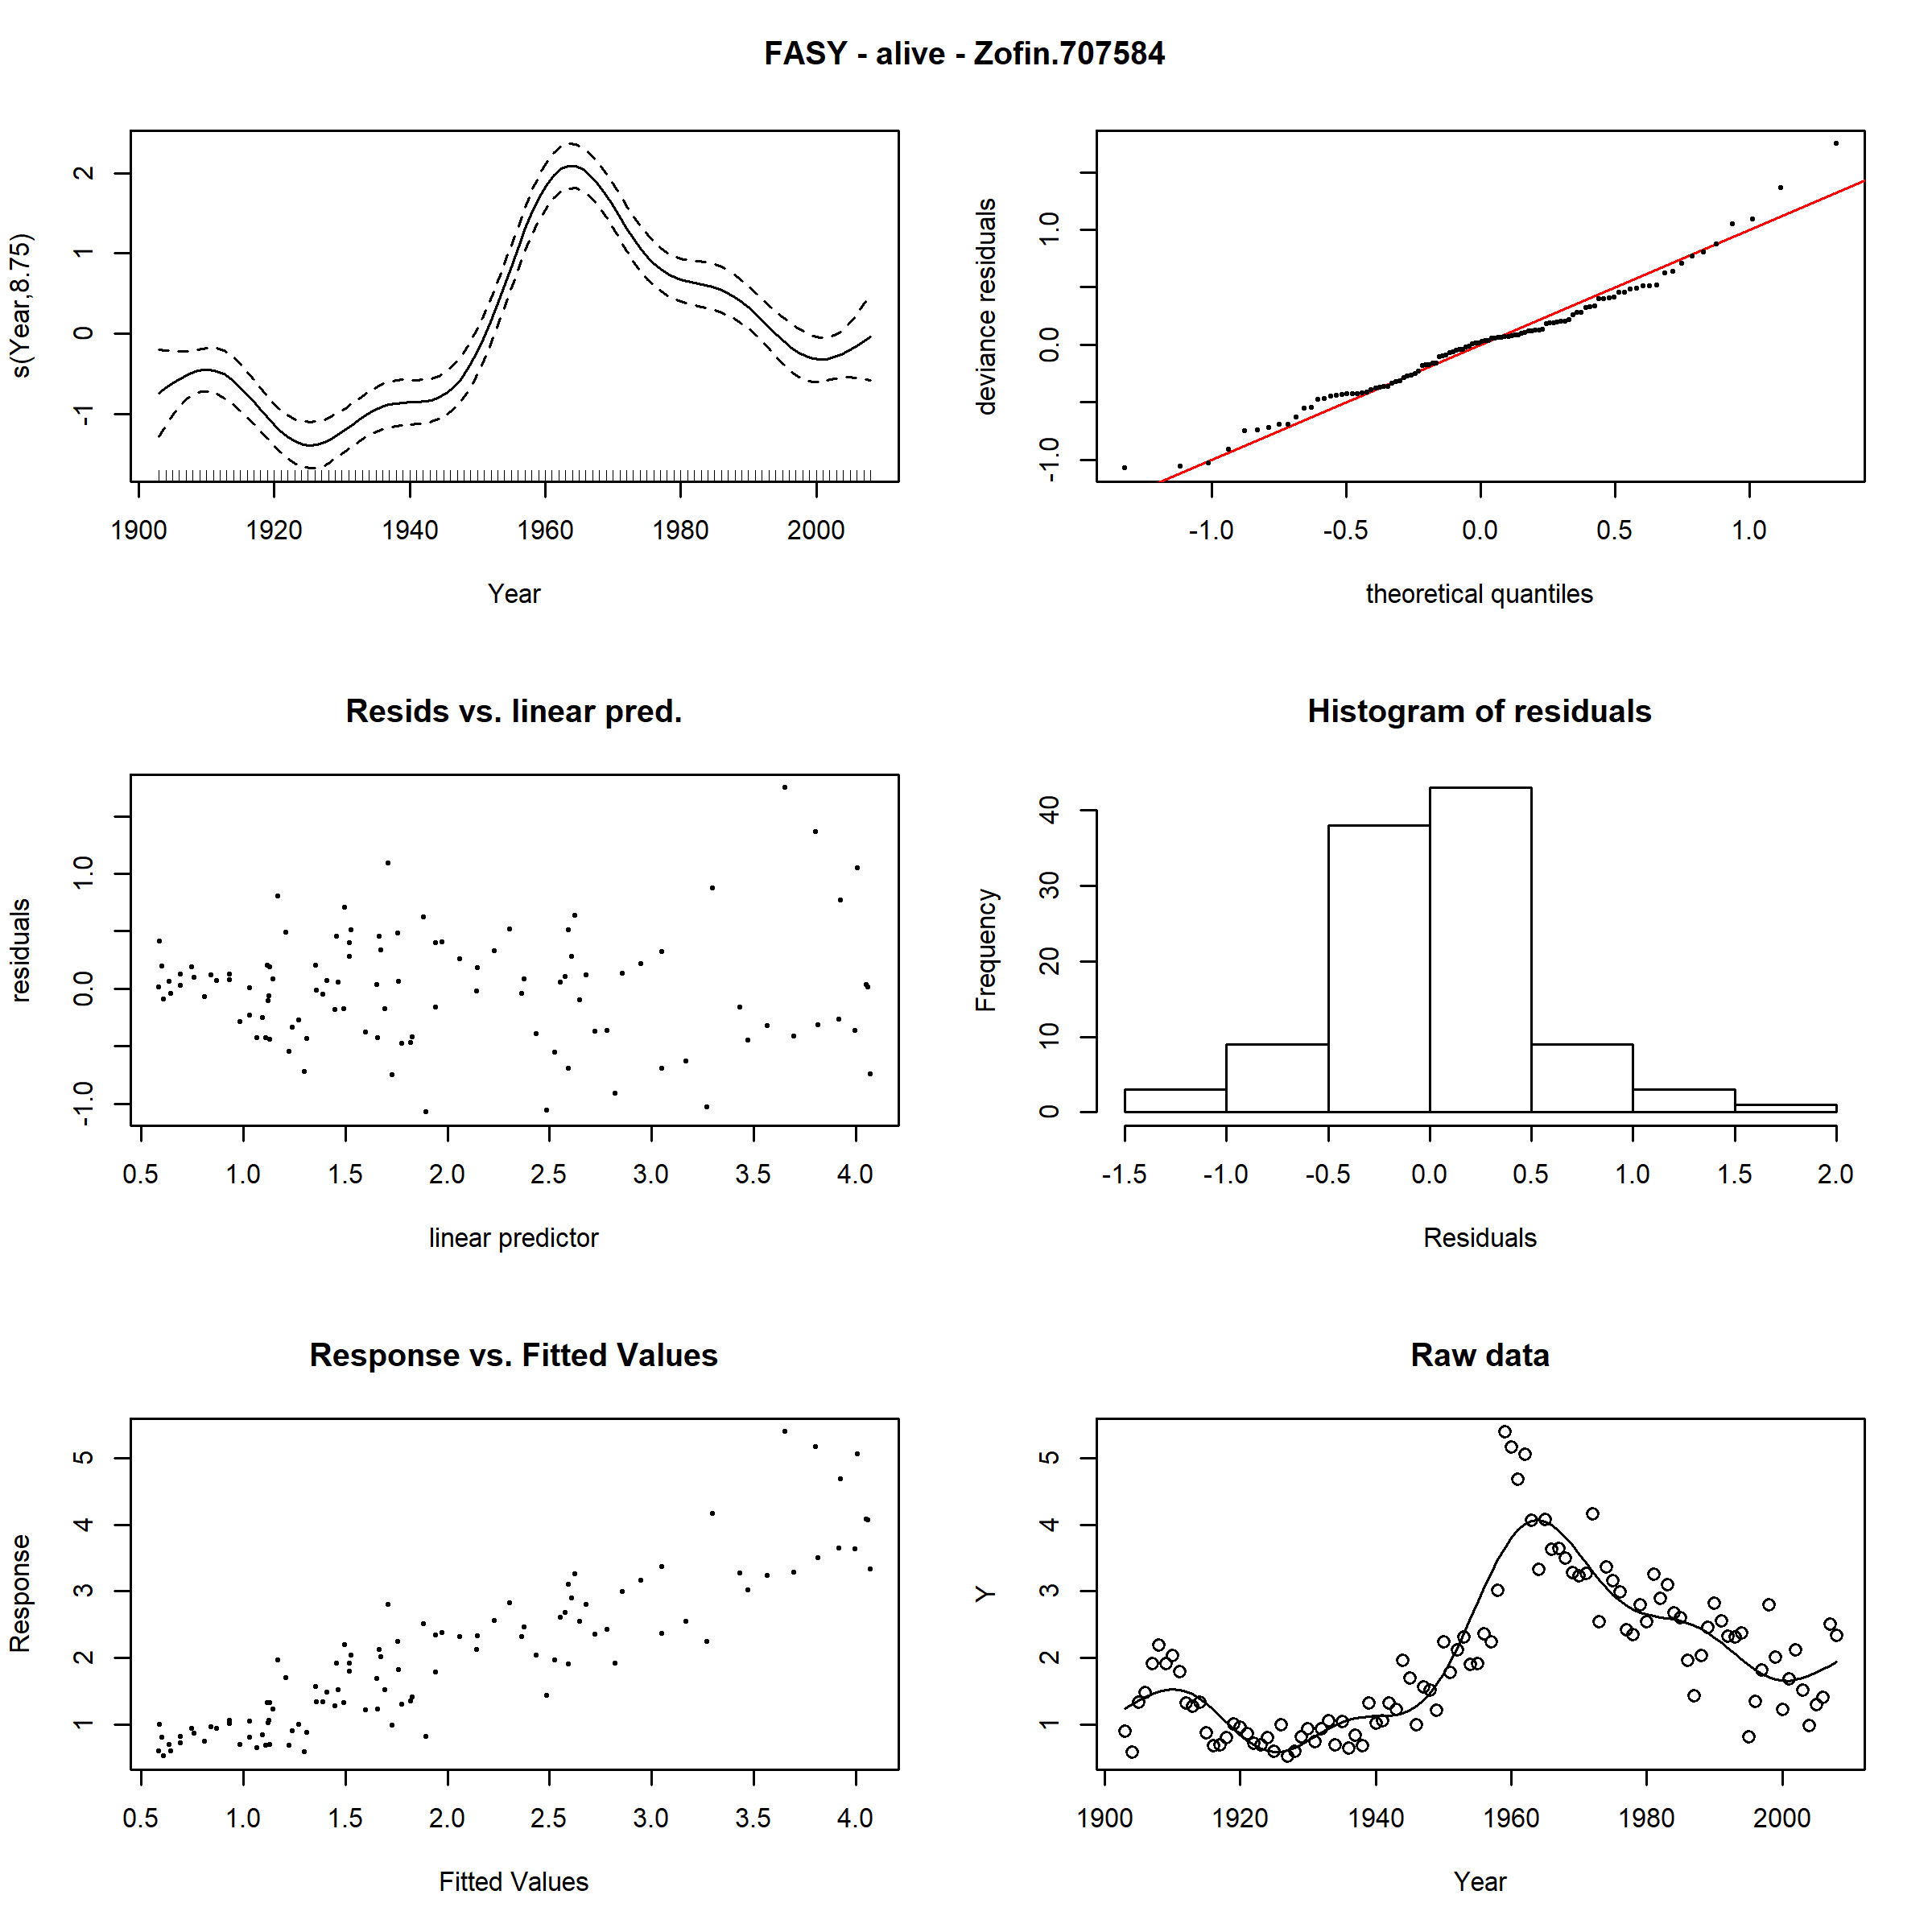 FASY - alive - Zofin.707584
s(Year,8.75)
-1 0 1 2
1900 1920 1940 1960 1980 2000
Year
deviance residuals
-1.0 0.0 1.0
-1.0 -0.5 0.0 0.5 1.0
theoretical quantiles
Resids vs. linear pred.
residuals
-1.0 0.0 1.0
0.5 1.0 1.5 2.0 2.5 3.0 3.5 4.0
linear predictor
Histogram of residuals
Frequency
0 10 20 30 40
-1.5 -1.0 -0.5 0.0 0.5 1.0 1.5 2.0
Residuals
Response vs. Fitted Values
Response
1 2 3 4 5
0.5 1.0 1.5 2.0 2.5 3.0 3.5 4.0
Fitted Values
Raw data
Y
1 2 3 4 5
1900 1920 1940 1960 1980 2000
Year